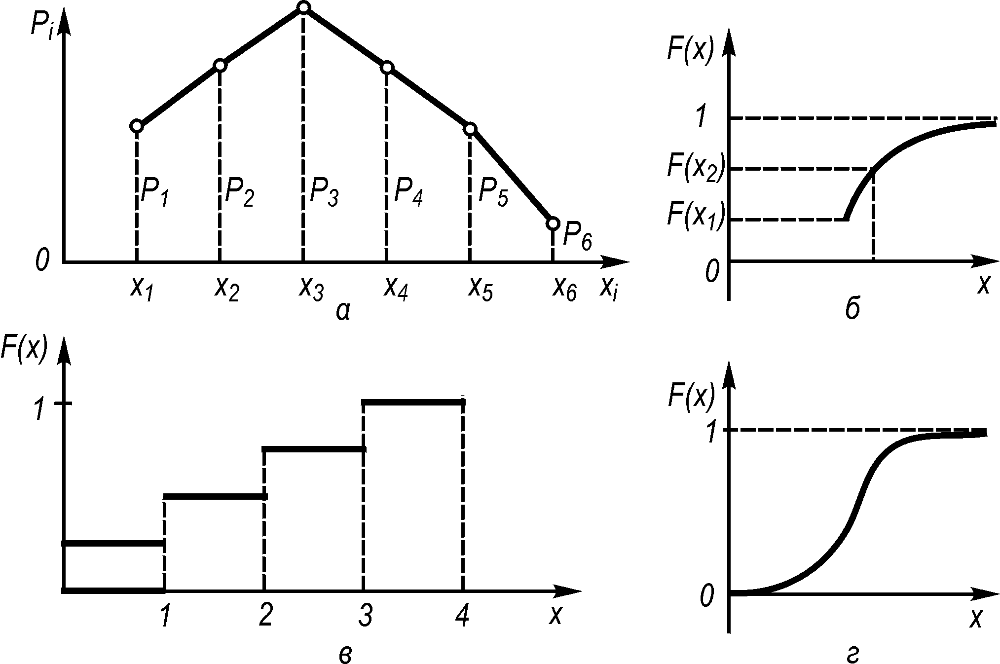 Pi
P1 P2 P3 P4 P5
P6
0
x1 x2 x3 x4 x5 x6 xi
а
F(x)
1
F(x2)
F(x1)
0
x
б
F(x)
1
1 2 3 4 x
в
F(x)
1
0
x
г